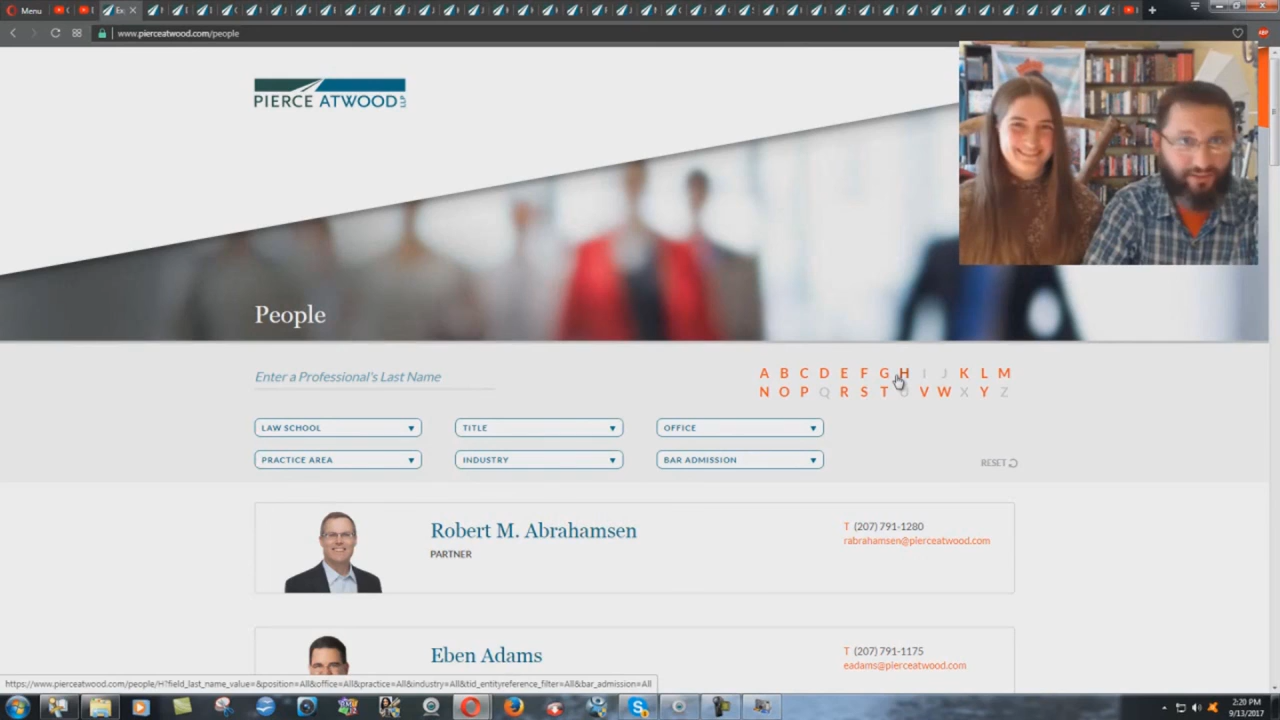 Menu
www.pierceatwood.com/people
ABP
PIERCE ATWOOD LLP
People
Enter a Professional's Last Name
A B C D E F G H I J K L M
N O P Q R S T U V W X Y Z
LAW SCHOOL
TITLE
OFFICE
PRACTICE AREA
INDUSTRY
BAR ADMISSION
RESET
Robert M. Abrahamsen
PARTNER
T (207) 791-1280
rabrahamsen@pierceatwood.com
Eben Adams
T (207) 791-1175
eadams@pierceatwood.com
https://www.pierceatwood.com/people/H?field_last_name_value=&position=All&office=All&practice=All&industry=All&tid_entityreference_filter=All&bar_admission=All
2:20 PM
9/13/2017